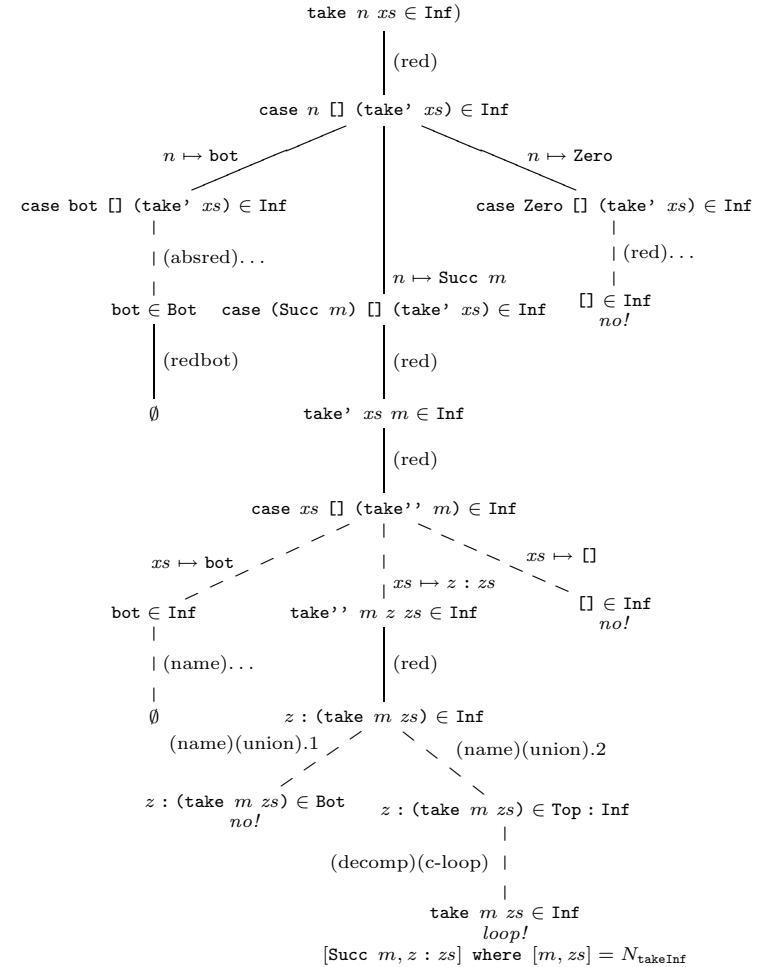 take n xs ∈ Inf)
(red)
case n [] (take' xs) ∈ Inf
n ↦ bot
n ↦ Zero
case bot [] (take' xs) ∈ Inf
case Zero [] (take' xs) ∈ Inf
(absred)...
(red)...
n ↦ Succ m
bot ∈ Bot
case (Succ m) [] (take' xs) ∈ Inf
[] ∈ Inf
no!
(redbot)
(red)
∅
take' xs m ∈ Inf
(red)
case xs [] (take'' m) ∈ Inf
xs ↦ bot
xs ↦ []
xs ↦ z : zs
bot ∈ Inf
take'' m z zs ∈ Inf
[] ∈ Inf
no!
(name)...
(red)
∅
z : (take m zs) ∈ Inf
(name)(union).1
(name)(union).2
z : (take m zs) ∈ Bot
no!
z : (take m zs) ∈ Top : Inf
(decomp)(c-loop)
take m zs ∈ Inf
loop!
[Succ m, z : zs] where [m, zs] = N_takeInf